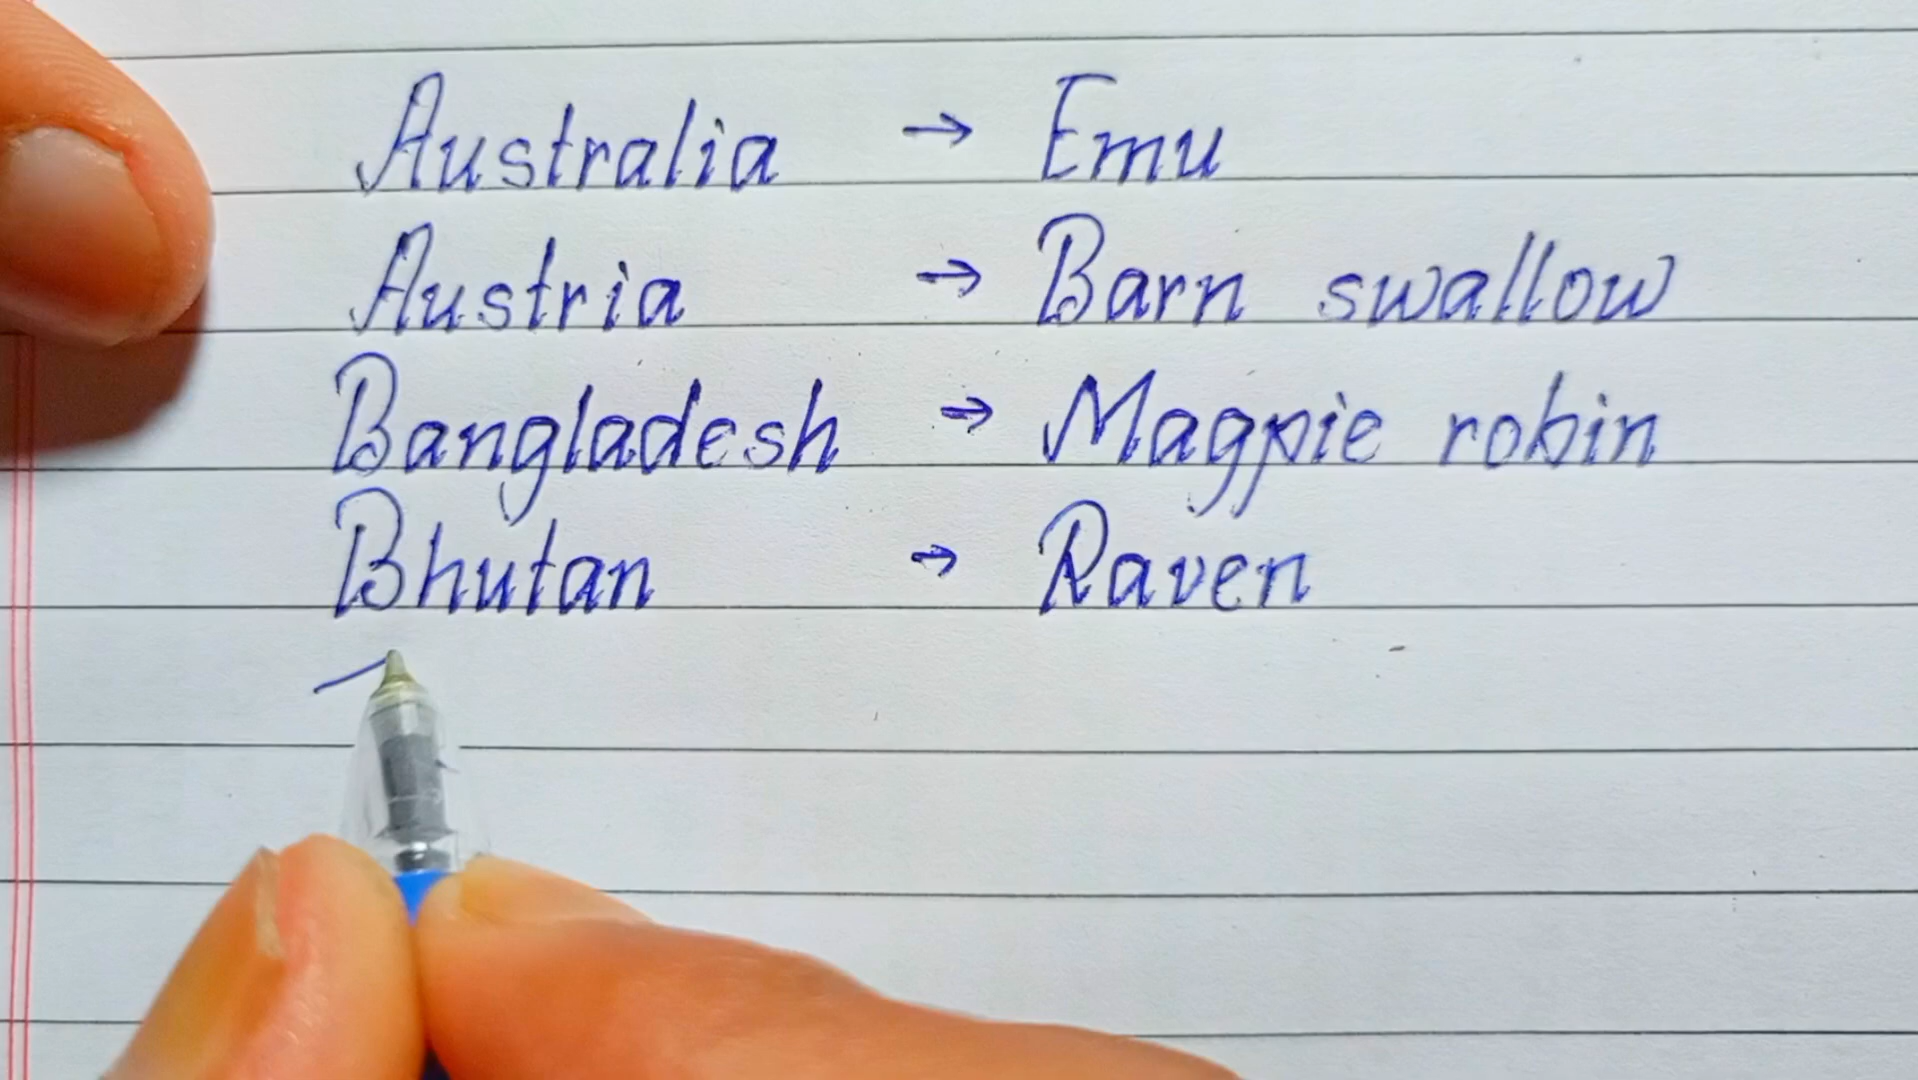 Australia → Emu
Austria → Barn swallow
Bangladesh → Magpie robin
Bhutan → Raven